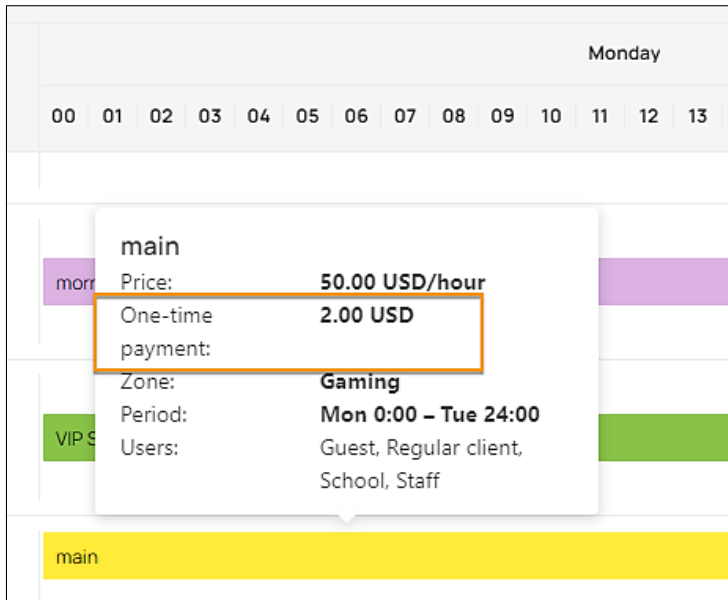 Monday
00 01 02 03 04 05 06 07 08 09 10 11 12 13
main
Price: 50.00 USD/hour
One-time 2.00 USD
payment:
Zone: Gaming
Period: Mon 0:00 – Tue 24:00
Users: Guest, Regular client,
School, Staff
VIP
main